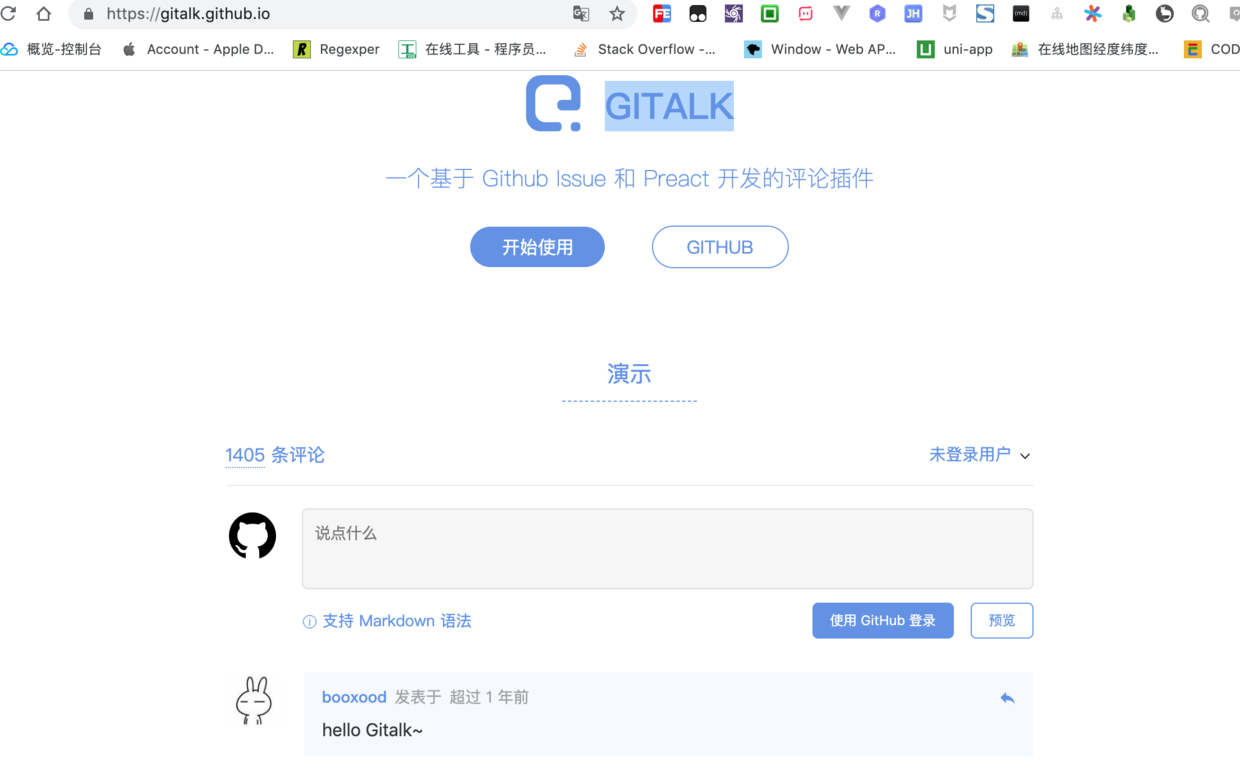 https://gitalk.github.io
概览-控制台 Account - Apple D... Regexper 在线工具 - 程序员... Stack Overflow -... Window - Web AP... uni-app 在线地图经度纬度... COD
GITALK
一个基于 Github Issue 和 Preact 开发的评论插件
开始使用 GITHUB
演示
1405 条评论 未登录用户
说点什么
支持 Markdown 语法 使用 GitHub 登录 预览
booxood 发表于 超过 1 年前
hello Gitalk~